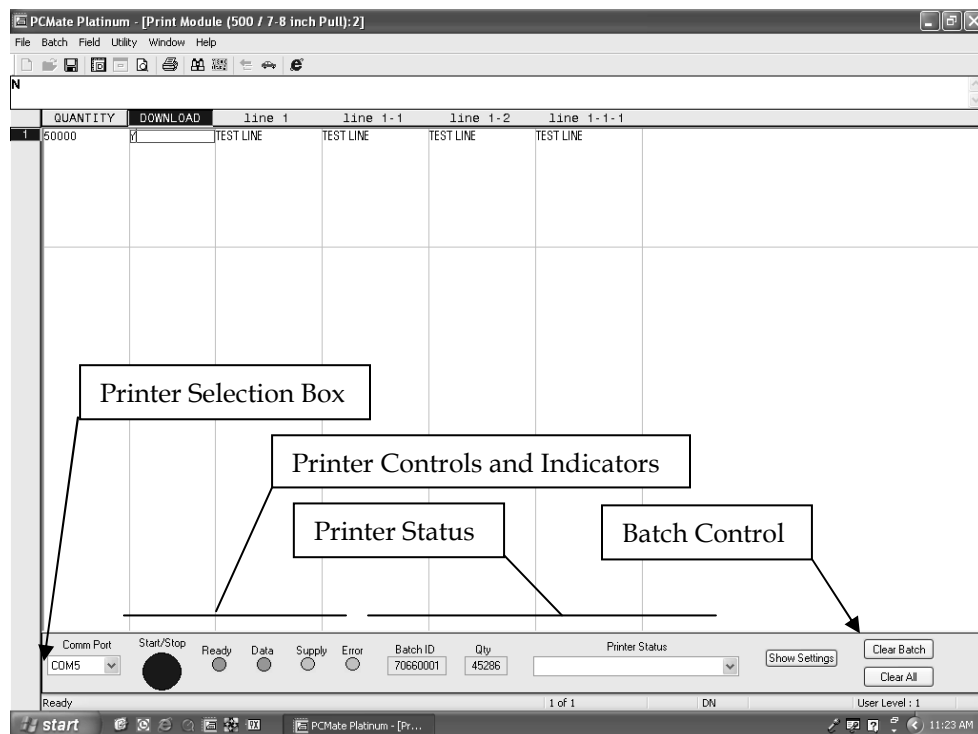 PCMate Platinum - [Print Module (500 / 7-8 inch Pull):2]
File Batch Field Utility Window Help
N
QUANTITY DOWNLOAD line 1 line 1-1 line 1-2 line 1-1-1
1 50000 Y TEST LINE TEST LINE TEST LINE TEST LINE
Printer Selection Box
Printer Controls and Indicators
Printer Status
Batch Control
Comm Port Start/Stop Ready Data Supply Error Batch ID Qty Printer Status
COM5 70660001 45286 Show Settings Clear Batch
Clear All
Ready 1 of 1 DN User Level : 1
start PCMate Platinum - [Pr... 11:23 AM